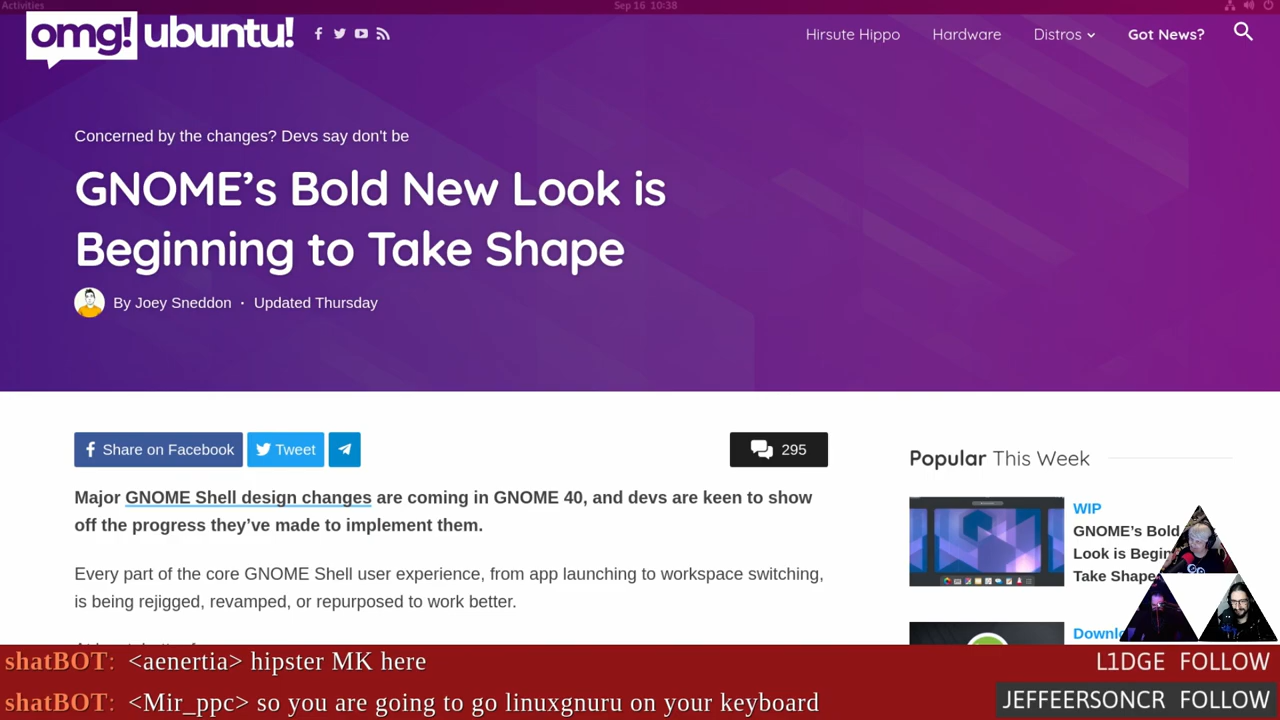 Activities
Sep 16 10:38
omg! ubuntu!
Hirsute Hippo
Hardware
Distros
Got News?
Concerned by the changes? Devs say don't be
GNOME's Bold New Look is
Beginning to Take Shape
By Joey Sneddon · Updated Thursday
Share on Facebook
Tweet
295
Major GNOME Shell design changes are coming in GNOME 40, and devs are keen to show
off the progress they've made to implement them.
Every part of the core GNOME Shell user experience, from app launching to workspace switching,
is being rejigged, revamped, or repurposed to work better.
Popular This Week
WIP
GNOME's Bold
Look is Begin
Take Shape
Downl
shatBOT: <aenertia> hipster MK here
shatBOT: <Mir_ppc> so you are going to go linuxgnuru on your keyboard
L1DGE FOLLOW
JEFFEERSONCR FOLLOW